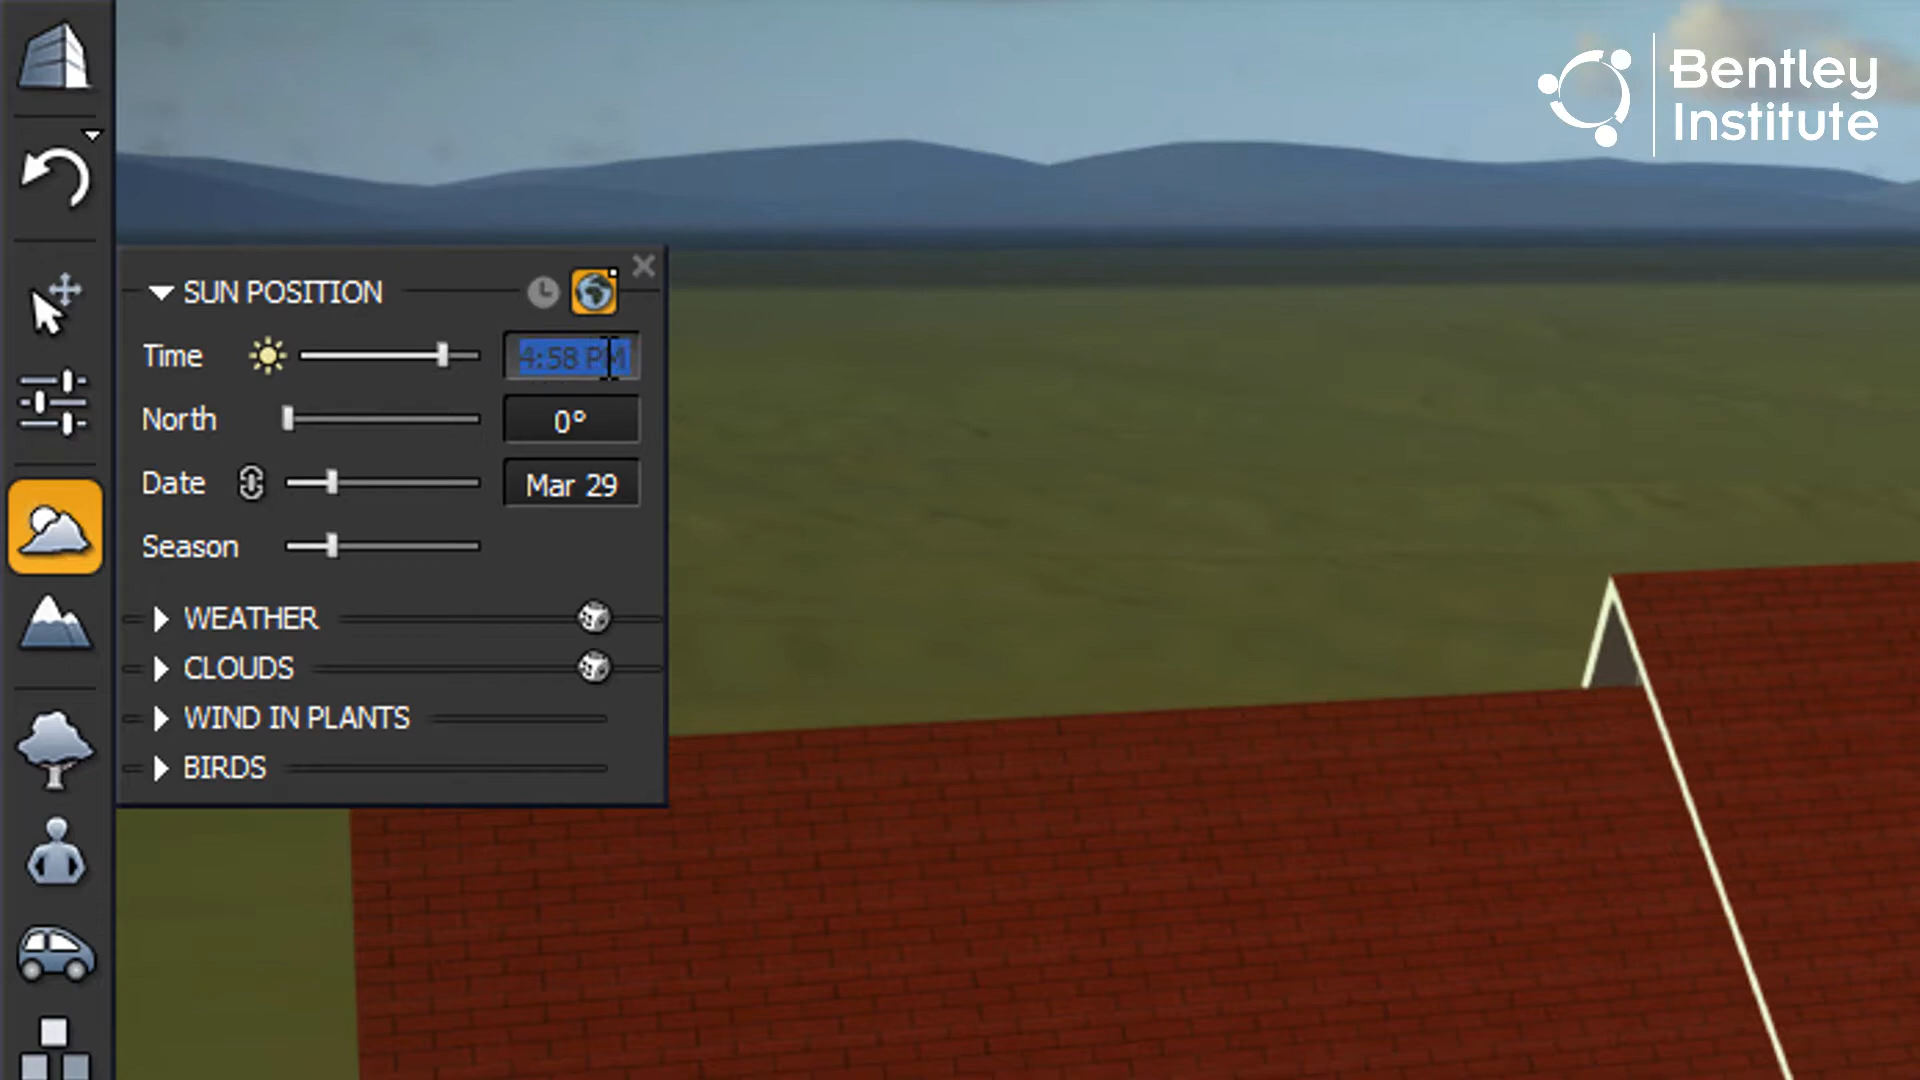 Bentley
Institute
SUN POSITION
Time 4:58 PM
North 0°
Date Mar 29
Season
WEATHER
CLOUDS
WIND IN PLANTS
BIRDS